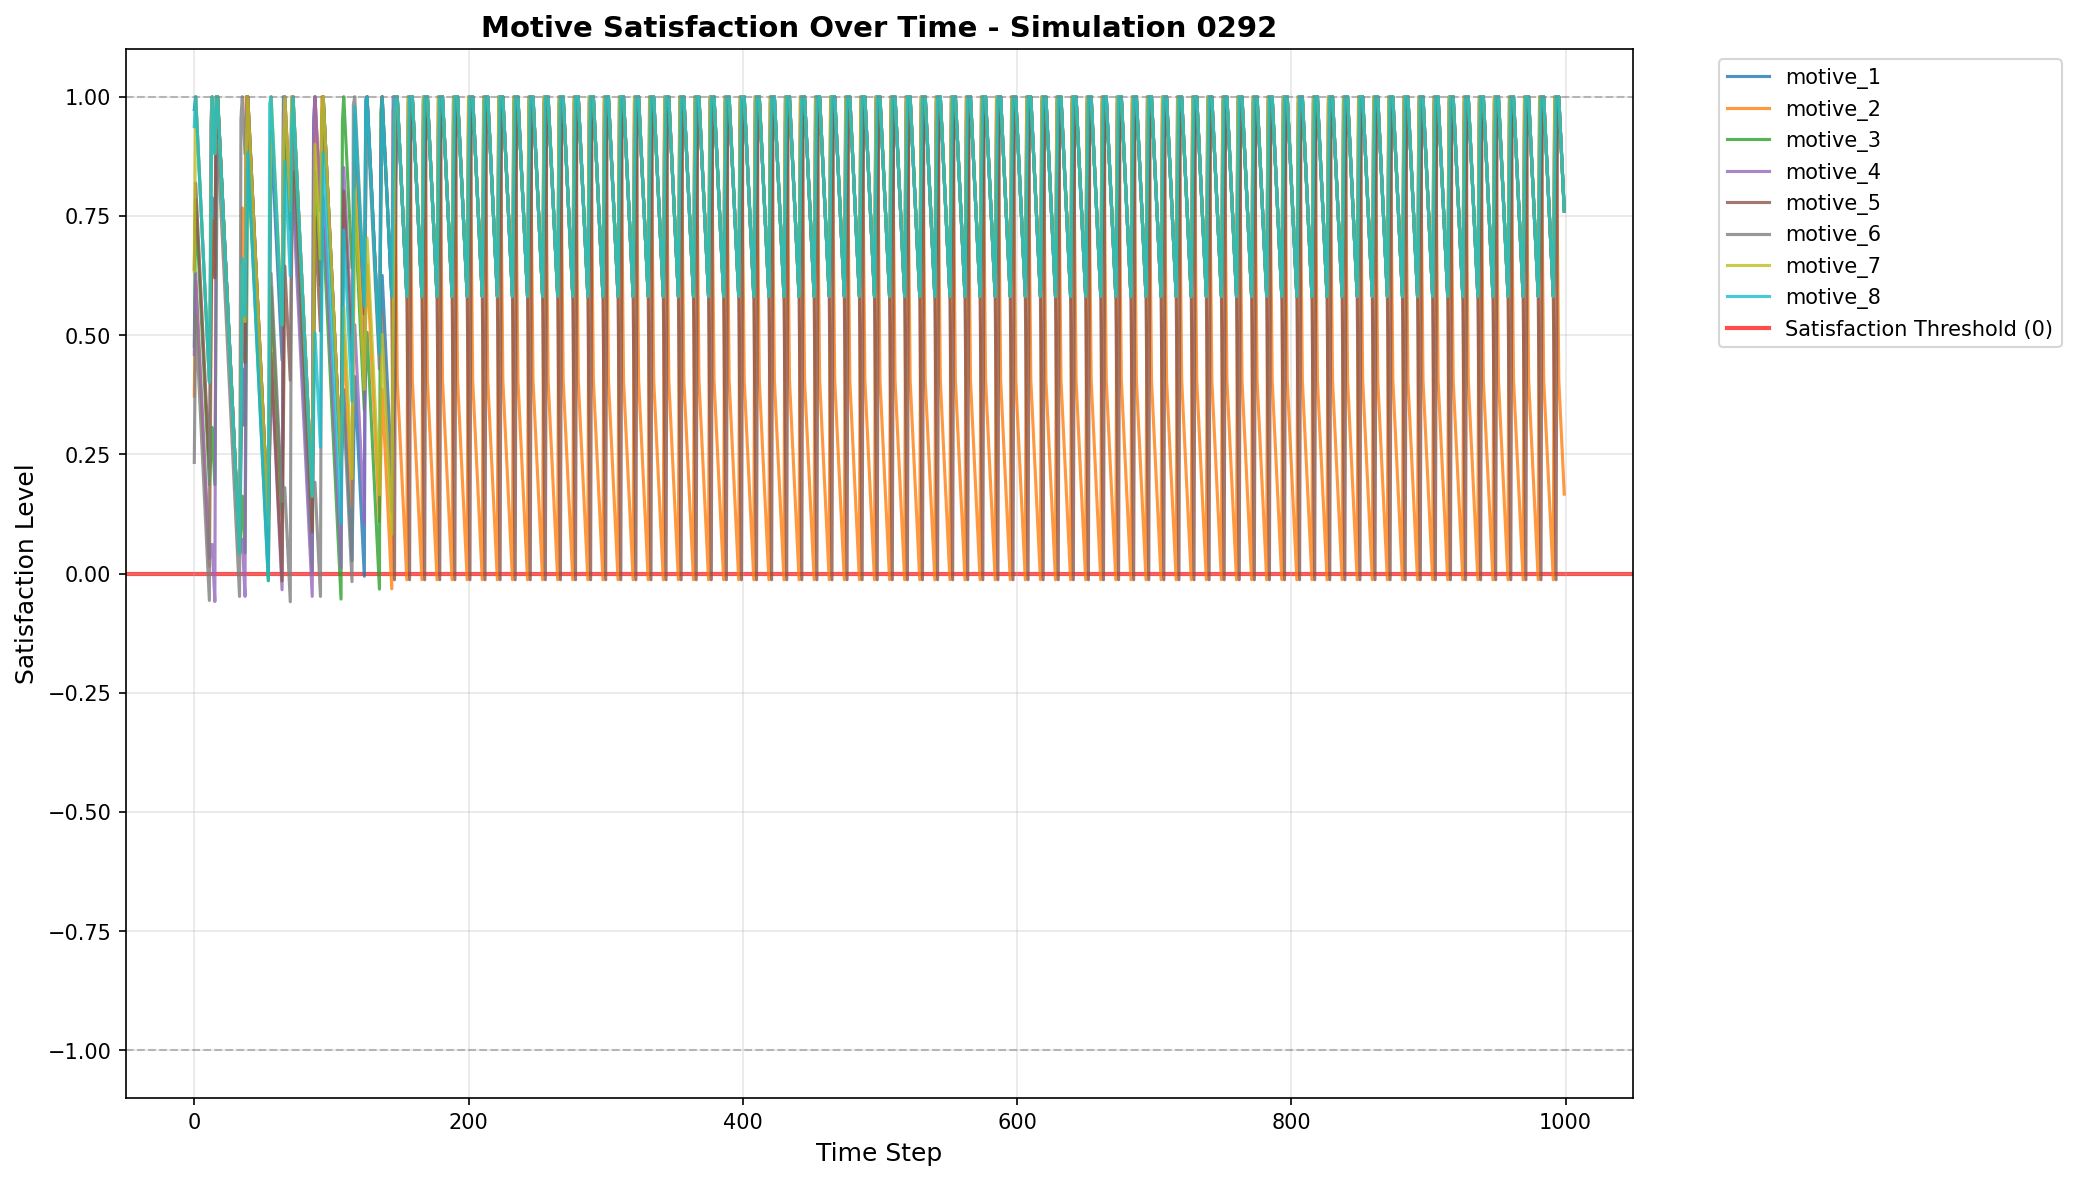 Motive Satisfaction Over Time - Simulation 0292
1.00
0.75
0.50
0.25
0.00
−0.25
−0.50
−0.75
−1.00
Satisfaction Level
0
200
400
600
800
1000
Time Step
motive_1
motive_2
motive_3
motive_4
motive_5
motive_6
motive_7
motive_8
Satisfaction Threshold (0)